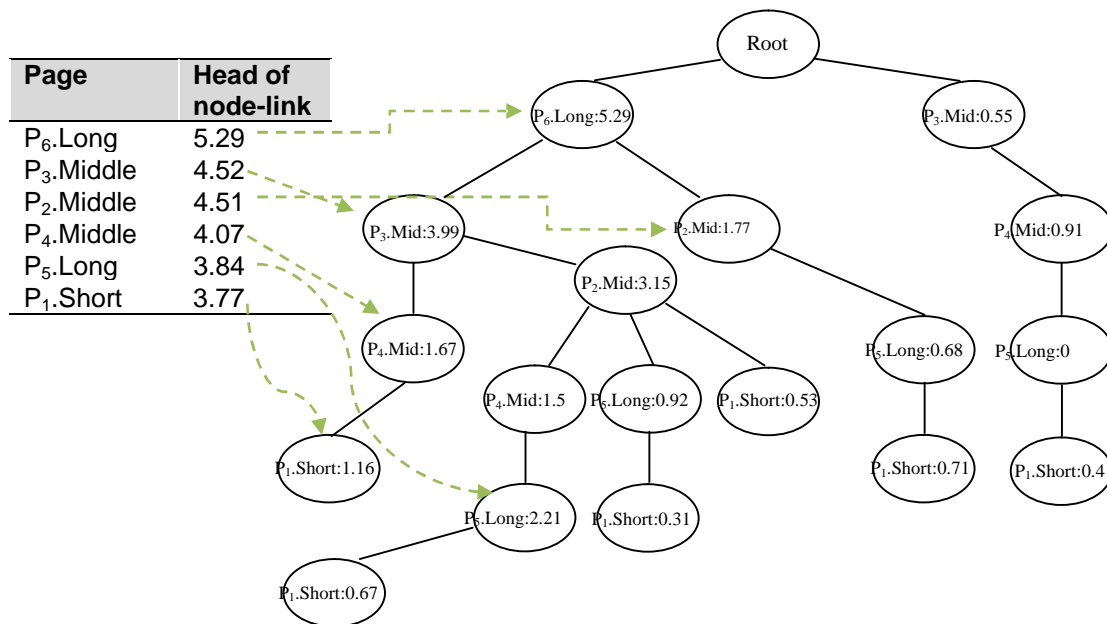 Page Head of
node-link
P₆.Long 5.29
P₃.Middle 4.52
P₂.Middle 4.51
P₄.Middle 4.07
P₅.Long 3.84
P₁.Short 3.77
Root
P₆.Long:5.29
P₃.Mid:0.55
P₃.Mid:3.99
P₂.Mid:1.77
P₄.Mid:0.91
P₂.Mid:3.15
P₄.Mid:1.67
P₅.Long:0.68
P₅.Long:0
P₄.Mid:1.5
P₅.Long:0.92
P₁.Short:0.53
P₁.Short:1.16
P₁.Short:0.71
P₁.Short:0.4
P₅.Long:2.21
P₁.Short:0.31
P₁.Short:0.67